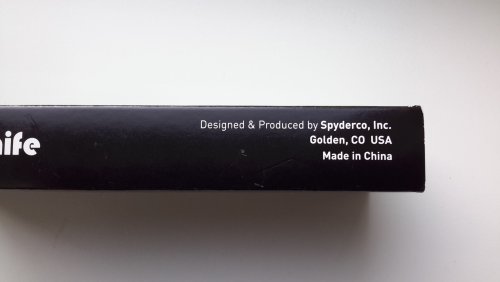 nife
Designed & Produced by Spyderco, Inc.
Golden, CO USA
Made in China